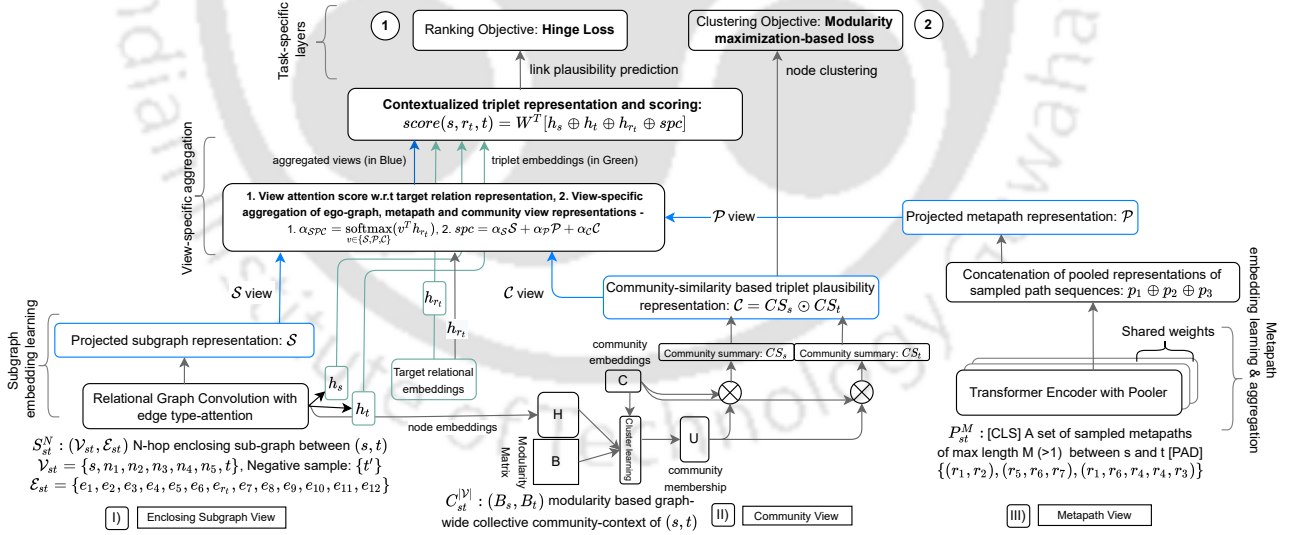 Task-specific
layers
1
Ranking Objective: Hinge Loss
Clustering Objective: Modularity
maximization-based loss
2
link plausibility prediction
node clustering
Contextualized triplet representation and scoring:
score(s, r_t, t) = W^T[h_s ⊕ h_t ⊕ h_{r_t} ⊕ spc]
View-specific aggregation
aggregated views (in Blue)
triplet embeddings (in Green)
1. View attention score w.r.t target relation representation, 2. View-specific
aggregation of ego-graph, metapath and community view representations -
1. α_{SPC} = softmax_{v∈{S,P,C}}(v^T h_{r_t}), 2. spc = α_S S + α_P P + α_C C
P view
Projected metapath representation: P
S view
C view
h_{r_t}
h_{r_t}
Community-similarity based triplet plausibility
representation: C = CS_s ⊙ CS_t
Concatenation of pooled representations of
sampled path sequences: p_1 ⊕ p_2 ⊕ p_3
Subgraph
embedding learning
Projected subgraph representation: S
Target relational
embeddings
community
embeddings
Community summary: CS_s
Community summary: CS_t
Shared weights
Metapath
embedding learning & aggregation
Relational Graph Convolution with
edge type-attention
h_s
h_t
C
Transformer Encoder with Pooler
node embeddings
H
B
Modularity
Matrix
Cluster learning
U
community
membership
S_{st}^N : (V_{st}, E_{st}) N-hop enclosing sub-graph between (s, t)
V_{st} = {s, n_1, n_2, n_3, n_4, n_5, t}, Negative sample: {t'}
E_{st} = {e_1, e_2, e_3, e_4, e_5, e_6, e_{r_t}, e_7, e_8, e_9, e_10, e_11, e_12}
C_{st}^{|V|} : (B_s, B_t) modularity based graph-
wide collective community-context of (s, t)
P_{st}^M : [CLS] A set of sampled metapaths
of max length M (>1) between s and t [PAD]
{(r_1, r_2), (r_5, r_6, r_7), (r_1, r_6, r_4, r_4, r_3)}
I) Enclosing Subgraph View
II) Community View
III) Metapath View
indian
Institute of Technology
Guwaha